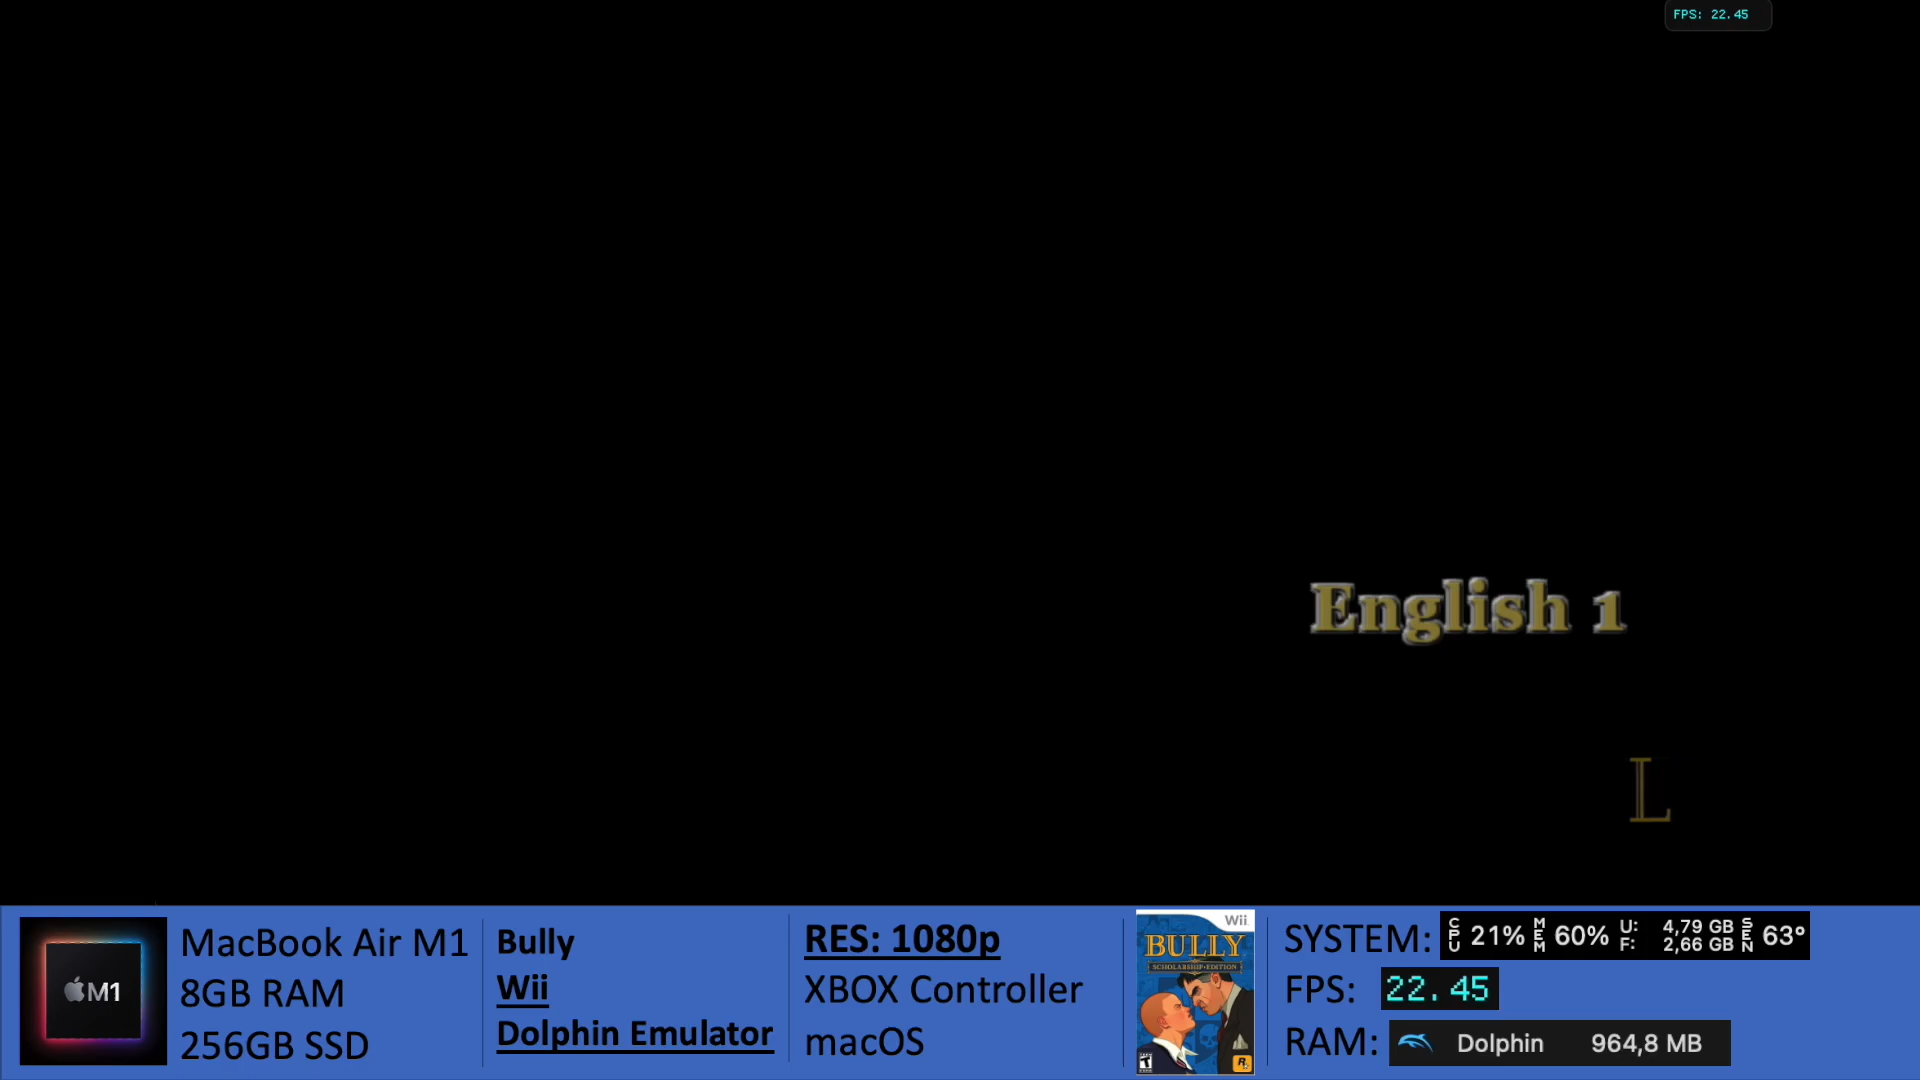 FPS: 22.45
English 1
L
M1
MacBook Air M1
8GB RAM
256GB SSD
Bully
Wii
Dolphin Emulator
RES: 1080p
XBOX Controller
macOS
Wii
BULLY
SCHOLARSHIP EDITION
T
R
SYSTEM: CPU 21% MEM 60% U: 4,79 GB F: 2,66 GB SEN 63°
FPS: 22.45
RAM: Dolphin 964,8 MB